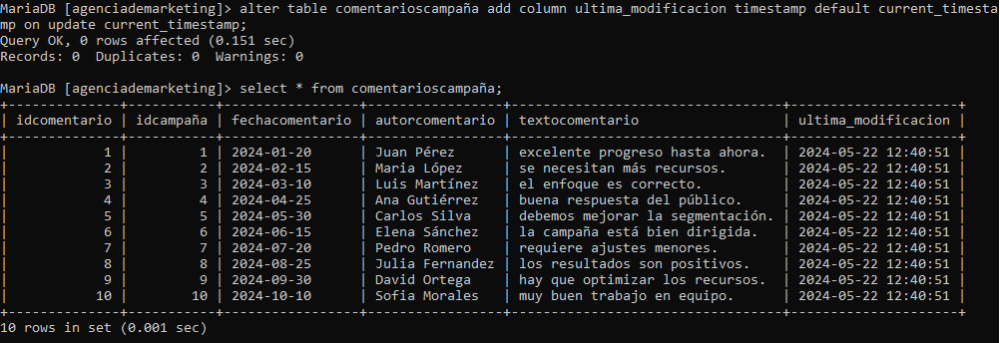 MariaDB [agenciademarketing]> alter table comentarioscampaña add column ultima_modificacion timestamp default current_timesta
mp on update current_timestamp;
Query OK, 0 rows affected (0.151 sec)
Records: 0  Duplicates: 0  Warnings: 0
MariaDB [agenciademarketing]> select * from comentarioscampaña;
| idcomentario | idcampaña | fechacomentario | autorcomentario | textocomentario | ultima_modificacion |
| 1 | 1 | 2024-01-20 | Juan Pérez | excelente progreso hasta ahora. | 2024-05-22 12:40:51 |
| 2 | 2 | 2024-02-15 | Maria López | se necesitan más recursos. | 2024-05-22 12:40:51 |
| 3 | 3 | 2024-03-10 | Luis Martínez | el enfoque es correcto. | 2024-05-22 12:40:51 |
| 4 | 4 | 2024-04-25 | Ana Gutiérrez | buena respuesta del público. | 2024-05-22 12:40:51 |
| 5 | 5 | 2024-05-30 | Carlos Silva | debemos mejorar la segmentación. | 2024-05-22 12:40:51 |
| 6 | 6 | 2024-06-15 | Elena Sánchez | la campaña está bien dirigida. | 2024-05-22 12:40:51 |
| 7 | 7 | 2024-07-20 | Pedro Romero | requiere ajustes menores. | 2024-05-22 12:40:51 |
| 8 | 8 | 2024-08-25 | Julia Fernandez | los resultados son positivos. | 2024-05-22 12:40:51 |
| 9 | 9 | 2024-09-30 | David Ortega | hay que optimizar los recursos. | 2024-05-22 12:40:51 |
| 10 | 10 | 2024-10-10 | Sofia Morales | muy buen trabajo en equipo. | 2024-05-22 12:40:51 |
10 rows in set (0.001 sec)